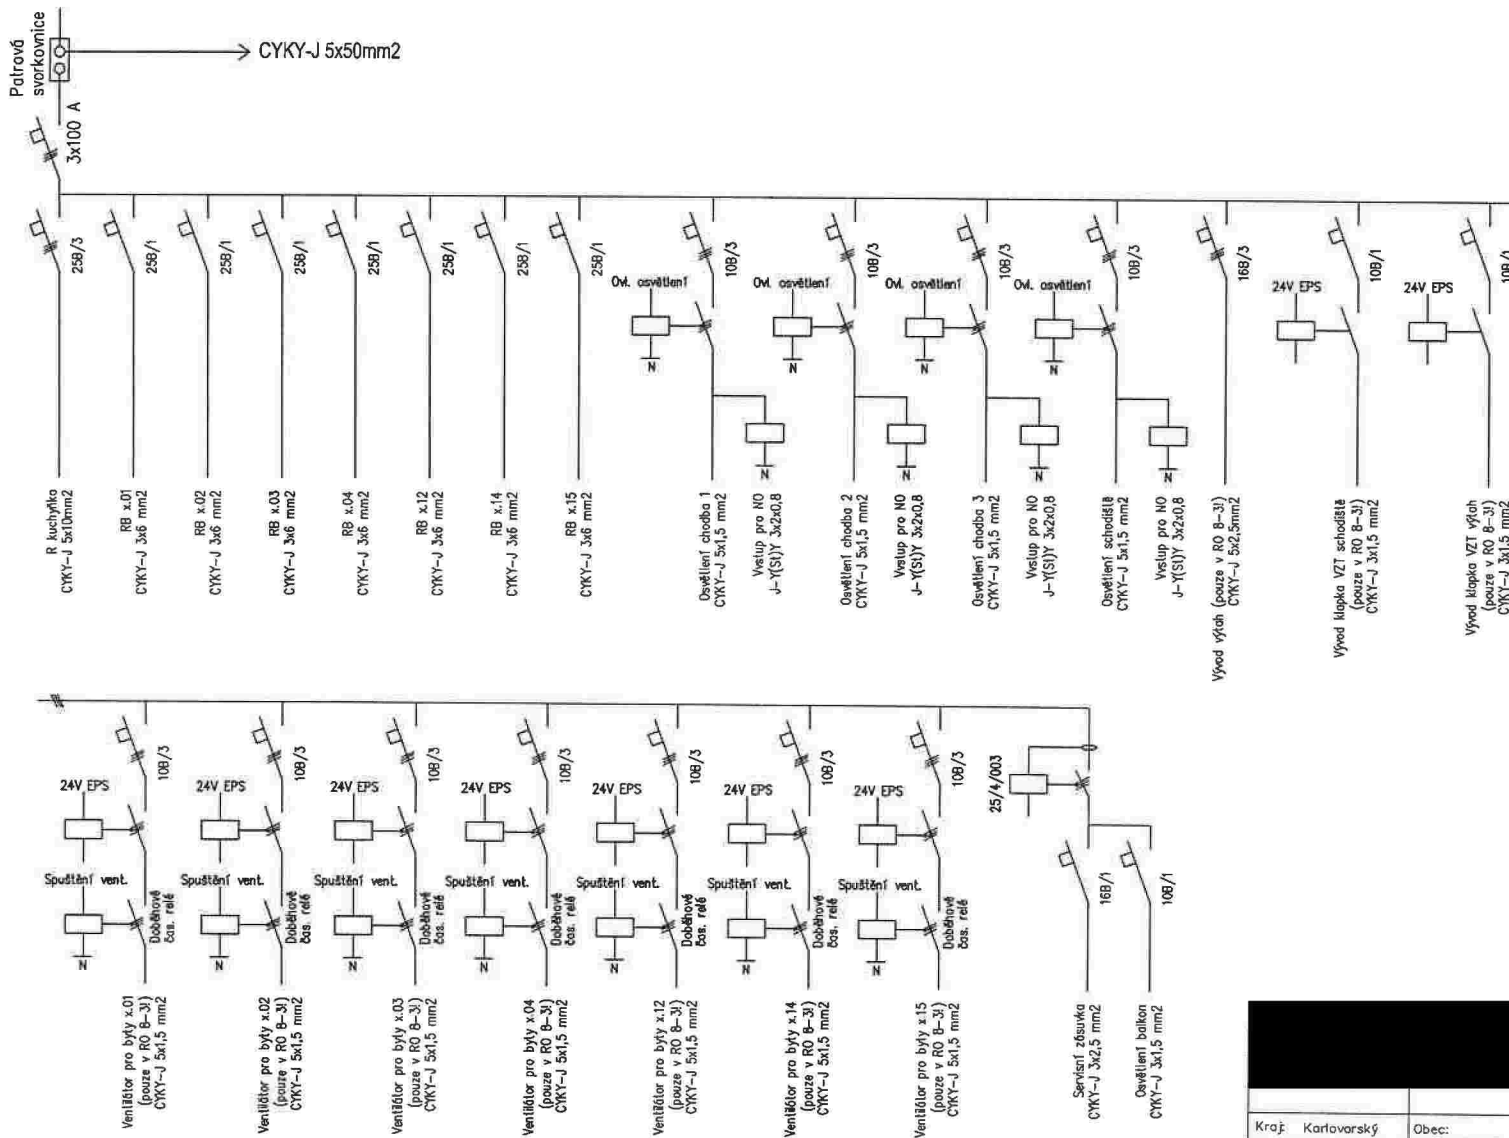 Patrová
svorkovnice
CYKY-J 5x50mm2
3x100 A
25B/3
25B/1
25B/1
25B/1
25B/1
25B/1
25B/1
25B/1
10B/3
10B/3
10B/3
10B/3
16B/3
10B/1
10B/1
Ovl. osvětlení
Ovl. osvětlení
Ovl. osvětlení
Ovl. osvětlení
24V EPS
24V EPS
N
N
N
N
N
N
N
N
R kuchyňka
CYKY-J 5x10mm2
RB x.01
CYKY-J 3x6 mm2
RB x.02
CYKY-J 3x6 mm2
RB x.03
CYKY-J 3x6 mm2
RB x.04
CYKY-J 3x6 mm2
RB x.12
CYKY-J 3x6 mm2
RB x.14
CYKY-J 3x6 mm2
RB x.15
CYKY-J 3x6 mm2
Osvětlení chodba 1
CYKY-J 5x1,5 mm2
Vstup pro NO
J-Y(St)Y 3x2x0,8
Osvětlení chodba 2
CYKY-J 5x1,5 mm2
Vstup pro NO
J-Y(St)Y 3x2x0,8
Osvětlení chodba 3
CYKY-J 5x1,5 mm2
Vstup pro NO
J-Y(St)Y 3x2x0,8
Osvětlení schodiště
CYKY-J 5x1,5 mm2
Vstup pro NO
J-Y(St)Y 3x2x0,8
Vývod výtah (pouze v RO 8-3!)
CYKY-J 5x2,5mm2
Vývod klapka VZT schodiště
(pouze v RO 8-3!)
CYKY-J 3x1,5 mm2
Vývod klapka VZT výtah
(pouze v RO 8-3!)
CYKY-J 3x1,5 mm2
10B/3
10B/3
10B/3
10B/3
10B/3
10B/3
10B/3
24V EPS
24V EPS
24V EPS
24V EPS
24V EPS
24V EPS
24V EPS
25/4/003
Spuštění vent.
Spuštění vent.
Spuštění vent.
Spuštění vent.
Spuštění vent.
Spuštění vent.
Spuštění vent.
Doběhové
čas. relé
Doběhové
čas. relé
Doběhové
čas. relé
Doběhové
čas. relé
Doběhové
čas. relé
Doběhové
čas. relé
Doběhové
čas. relé
16B/1
10B/1
N
N
N
N
N
N
N
Ventilátor pro byty x.01
(pouze v RO 8-3!)
CYKY-J 5x1,5 mm2
Ventilátor pro byty x.02
(pouze v RO 8-3!)
CYKY-J 5x1,5 mm2
Ventilátor pro byty x.03
(pouze v RO 8-3!)
CYKY-J 5x1,5 mm2
Ventilátor pro byty x.04
(pouze v RO 8-3!)
CYKY-J 5x1,5 mm2
Ventilátor pro byty x.12
(pouze v RO 8-3!)
CYKY-J 5x1,5 mm2
Ventilátor pro byty x.14
(pouze v RO 8-3!)
CYKY-J 5x1,5 mm2
Ventilátor pro byty x.15
(pouze v RO 8-3!)
CYKY-J 5x1,5 mm2
Servisní zásuvka
CYKY-J 3x2,5 mm2
Osvětlení balkon
CYKY-J 3x1,5 mm2
Kraj: Karlovarský
Obec: